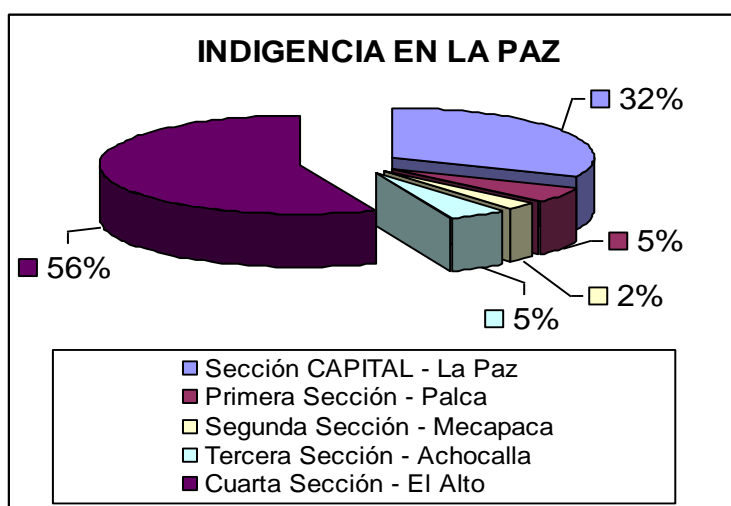 INDIGENCIA EN LA PAZ
32%
5%
2%
5%
56%
Sección CAPITAL - La Paz
Primera Sección - Palca
Segunda Sección - Mecapaca
Tercera Sección - Achocalla
Cuarta Sección - El Alto